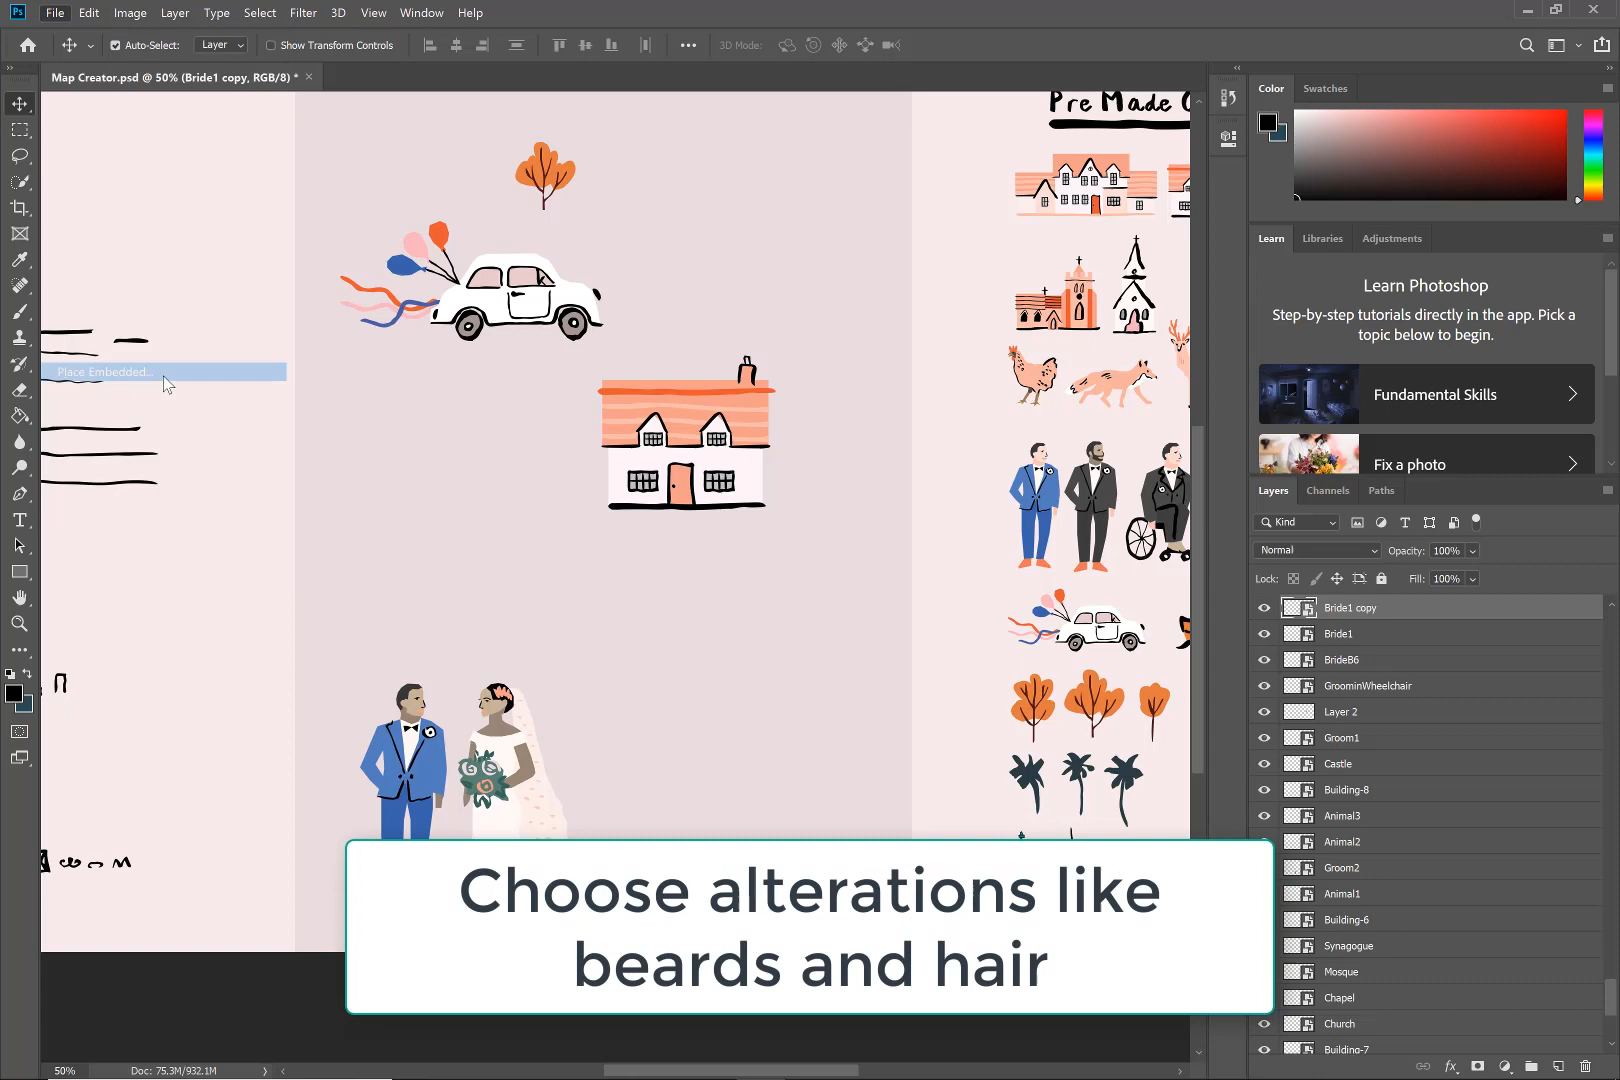 Ps File Edit Image Layer Type Select Filter 3D View Window Help
Auto-Select: Layer Show Transform Controls 3D Mode:
Map Creator.psd @ 50% (Bride1 copy, RGB/8) *
Color Swatches
Pre Made
Learn Libraries Adjustments
Learn Photoshop
Step-by-step tutorials directly in the app. Pick a
topic below to begin.
Place Embedded...
Fundamental Skills
Fix a photo
Layers Channels Paths
Kind
Normal Opacity: 100%
Lock: Fill: 100%
Bride1 copy
Bride1
BrideB6
GroominWheelchair
Layer 2
Groom1
Castle
Building-8
Animal3
Animal2
Groom2
Animal1
Building-6
Synagogue
Mosque
Chapel
Church
Building-7
Choose alterations like
beards and hair
50% Doc: 75.3M/932.1M